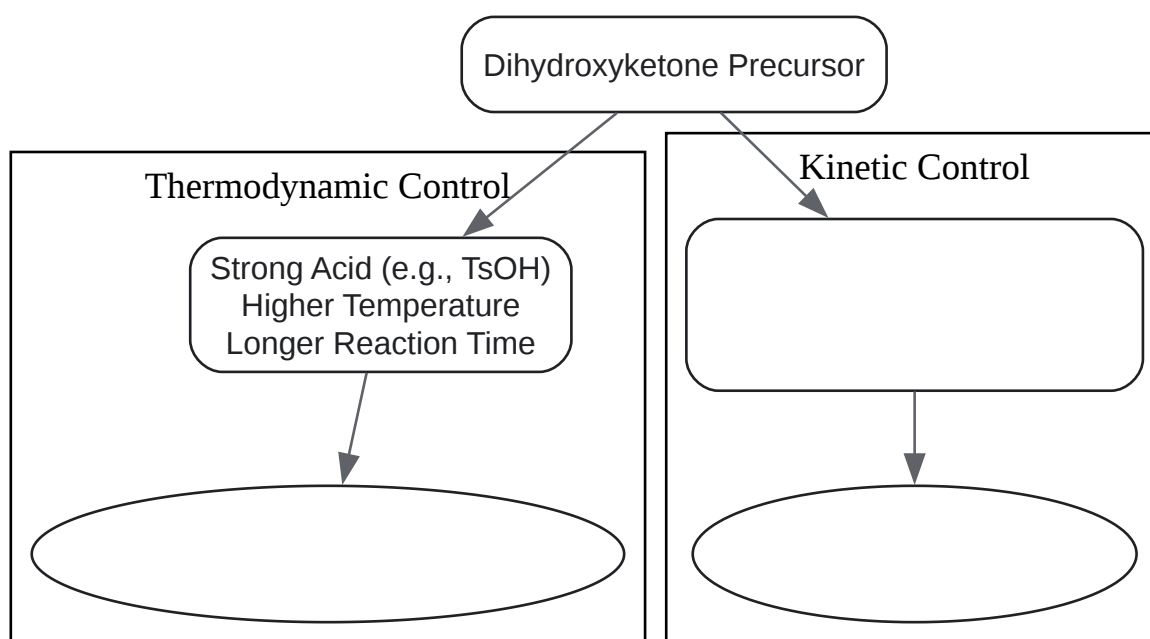 Dihydroxyketone Precursor
Thermodynamic Control
Strong Acid (e.g., TsOH)
Higher Temperature
Longer Reaction Time
Kinetic Control